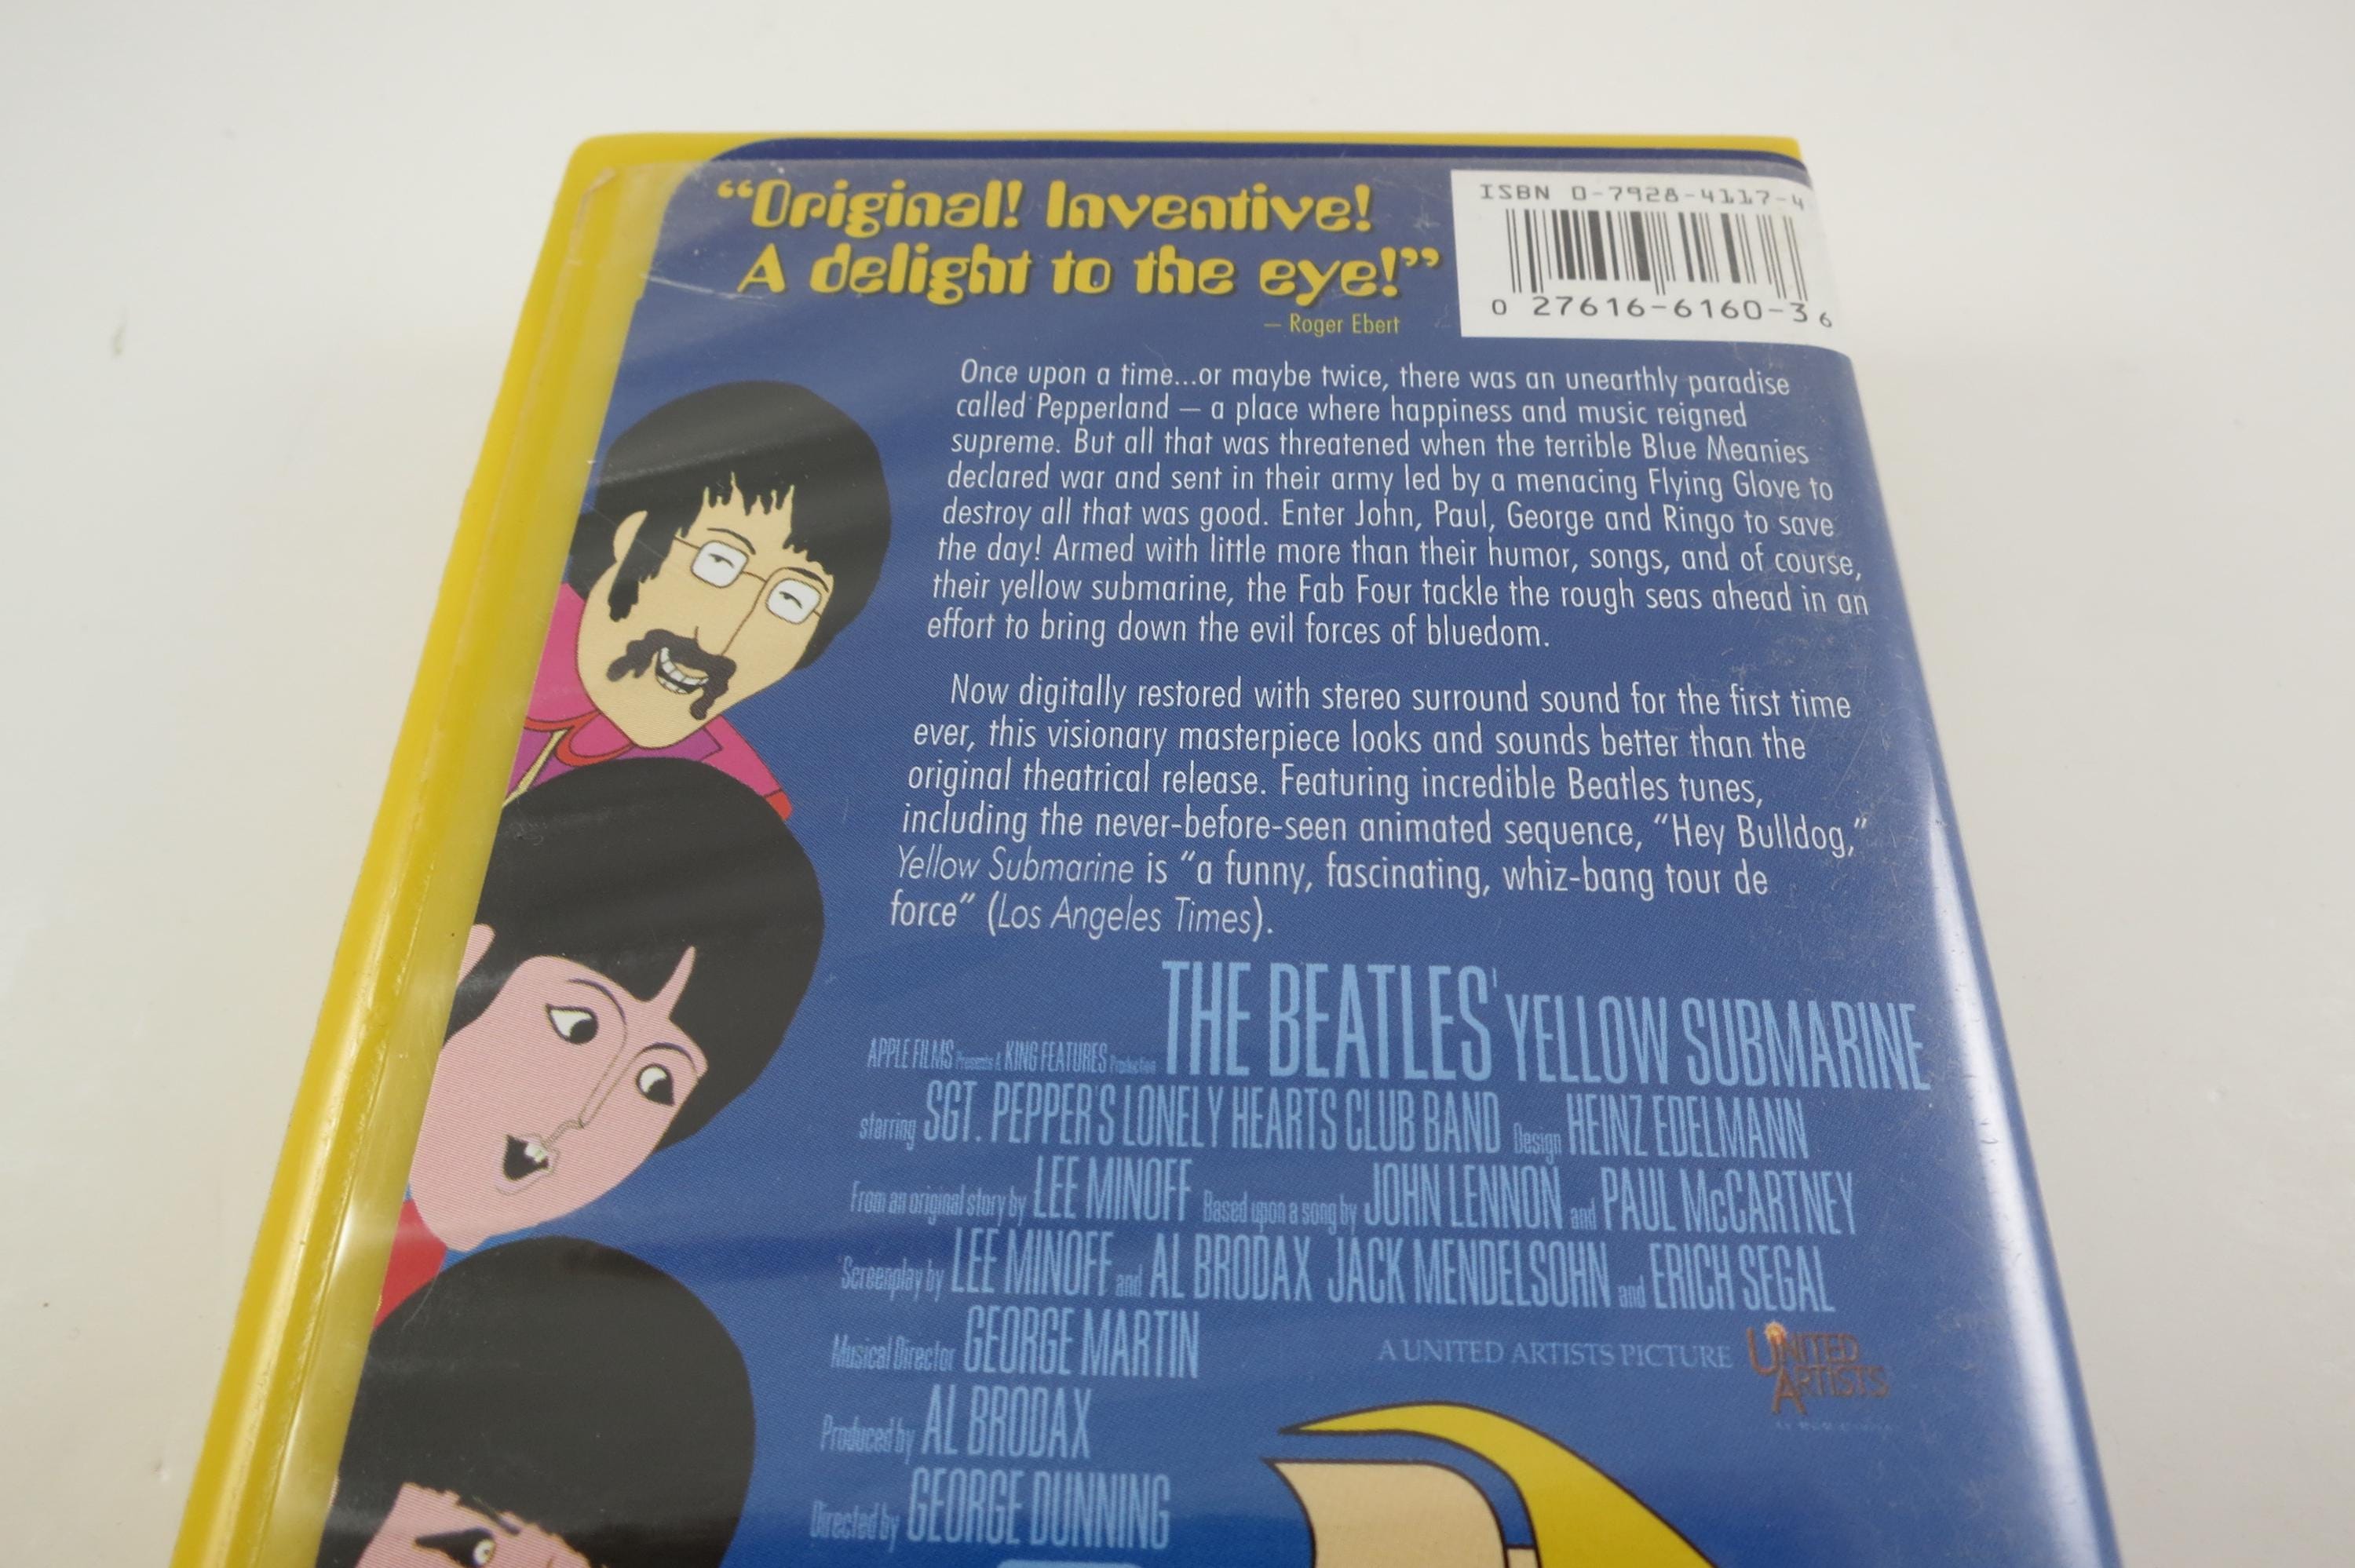 “Original! Inventive!
A delight to the eye!”
– Roger Ebert
ISBN 0-7928-4117-4
0 27616-6160-3 6
Once upon a time...or maybe twice, there was an unearthly paradise
called Pepperland – a place where happiness and music reigned
supreme. But all that was threatened when the terrible Blue Meanies
declared war and sent in their army led by a menacing Flying Glove to
destroy all that was good. Enter John, Paul, George and Ringo to save
the day! Armed with little more than their humor, songs, and of course,
their yellow submarine, the Fab Four tackle the rough seas ahead in an
effort to bring down the evil forces of bluedom.
Now digitally restored with stereo surround sound for the first time
ever, this visionary masterpiece looks and sounds better than the
original theatrical release. Featuring incredible Beatles tunes,
including the never-before-seen animated sequence, “Hey Bulldog,”
Yellow Submarine is “a funny, fascinating, whiz-bang tour de
force” (Los Angeles Times).
APPLE FILMS Presents A KING FEATURES Production THE BEATLES' YELLOW SUBMARINE
starring SGT. PEPPER'S LONELY HEARTS CLUB BAND Design HEINZ EDELMANN
From an original story by LEE MINOFF Based upon a song by JOHN LENNON and PAUL McCARTNEY
Screenplay by LEE MINOFF and AL BRODAX JACK MENDELSOHN and ERICH SEGAL
Musical Director GEORGE MARTIN
A UNITED ARTISTS PICTURE UNITED ARTISTS
Produced by AL BRODAX
Directed by GEORGE DUNNING